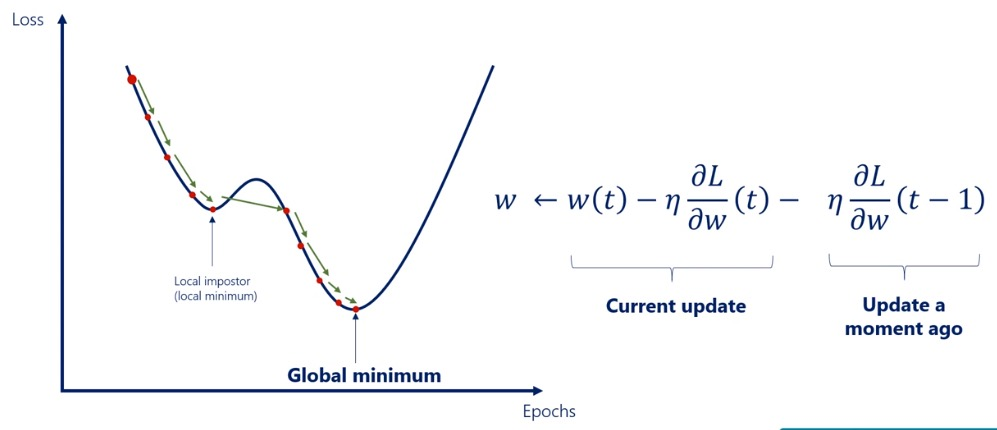 Loss
w ← w(t) − η ∂L/∂w (t) − η ∂L/∂w (t − 1)
Local impostor
(local minimum)
Current update
Update a
moment ago
Global minimum
Epochs